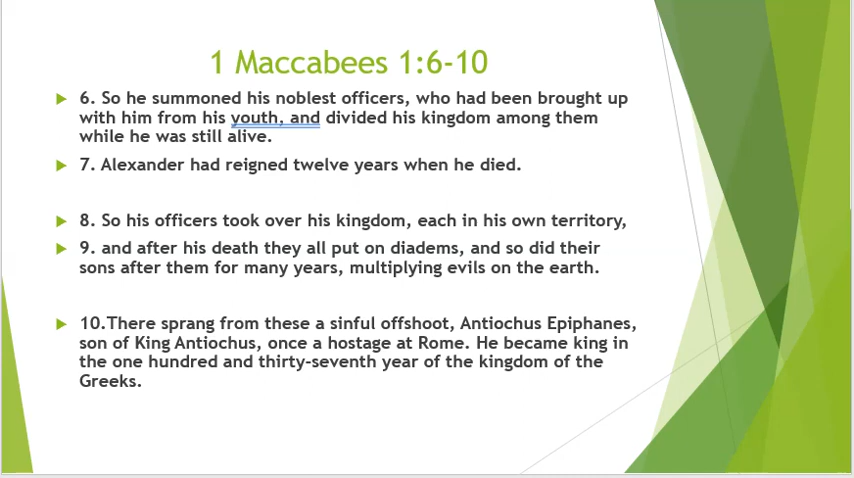 1 Maccabees 1:6-10
6. So he summoned his noblest officers, who had been brought up
with him from his youth, and divided his kingdom among them
while he was still alive.
7. Alexander had reigned twelve years when he died.
8. So his officers took over his kingdom, each in his own territory,
9. and after his death they all put on diadems, and so did their
sons after them for many years, multiplying evils on the earth.
10.There sprang from these a sinful offshoot, Antiochus Epiphanes,
son of King Antiochus, once a hostage at Rome. He became king in
the one hundred and thirty-seventh year of the kingdom of the
Greeks.